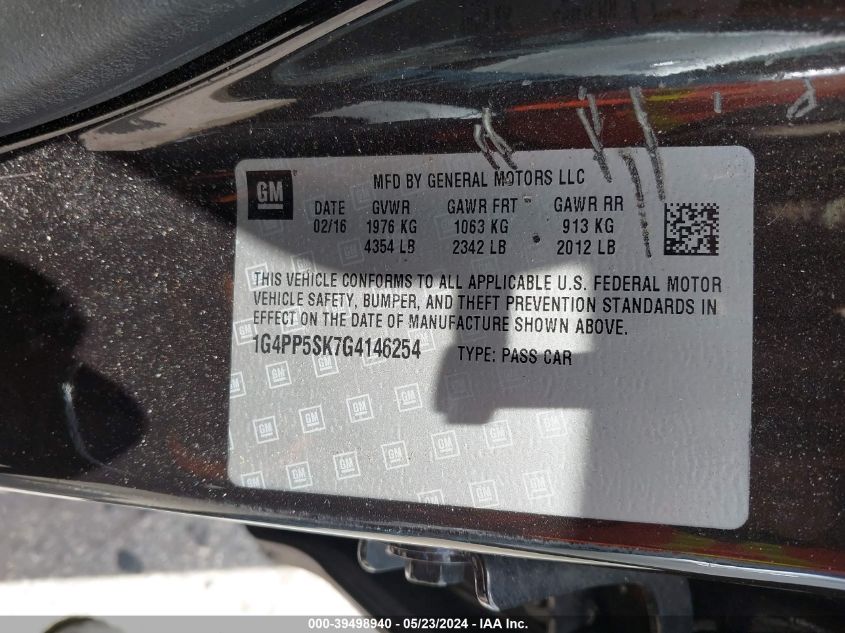 GM
MFD BY GENERAL MOTORS LLC
DATE GVWR GAWR FRT GAWR RR
02/16 1976 KG 1063 KG 913 KG
4354 LB 2342 LB 2012 LB
THIS VEHICLE CONFORMS TO ALL APPLICABLE U.S. FEDERAL MOTOR
VEHICLE SAFETY, BUMPER, AND THEFT PREVENTION STANDARDS IN
EFFECT ON THE DATE OF MANUFACTURE SHOWN ABOVE.
1G4PP5SK7G4146254 TYPE: PASS CAR
000-39498940 - 05/23/2024 - IAAI.com.